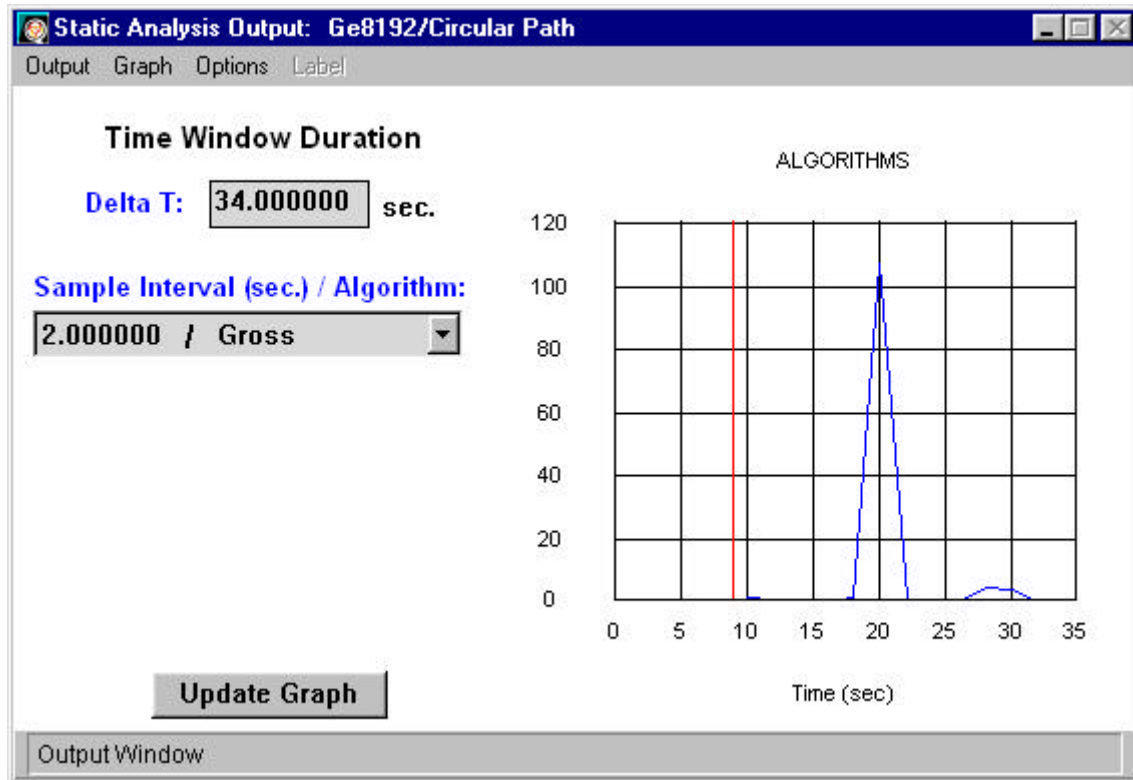 Static Analysis Output: Ge8192/Circular Path
Output Graph Options Label
Time Window Duration
Delta T: 34.000000 sec.
Sample Interval (sec.) / Algorithm:
2.000000 / Gross
Update Graph
ALGORITHMS
120
100
80
60
40
20
0
0 5 10 15 20 25 30 35
Time (sec)
Output Window